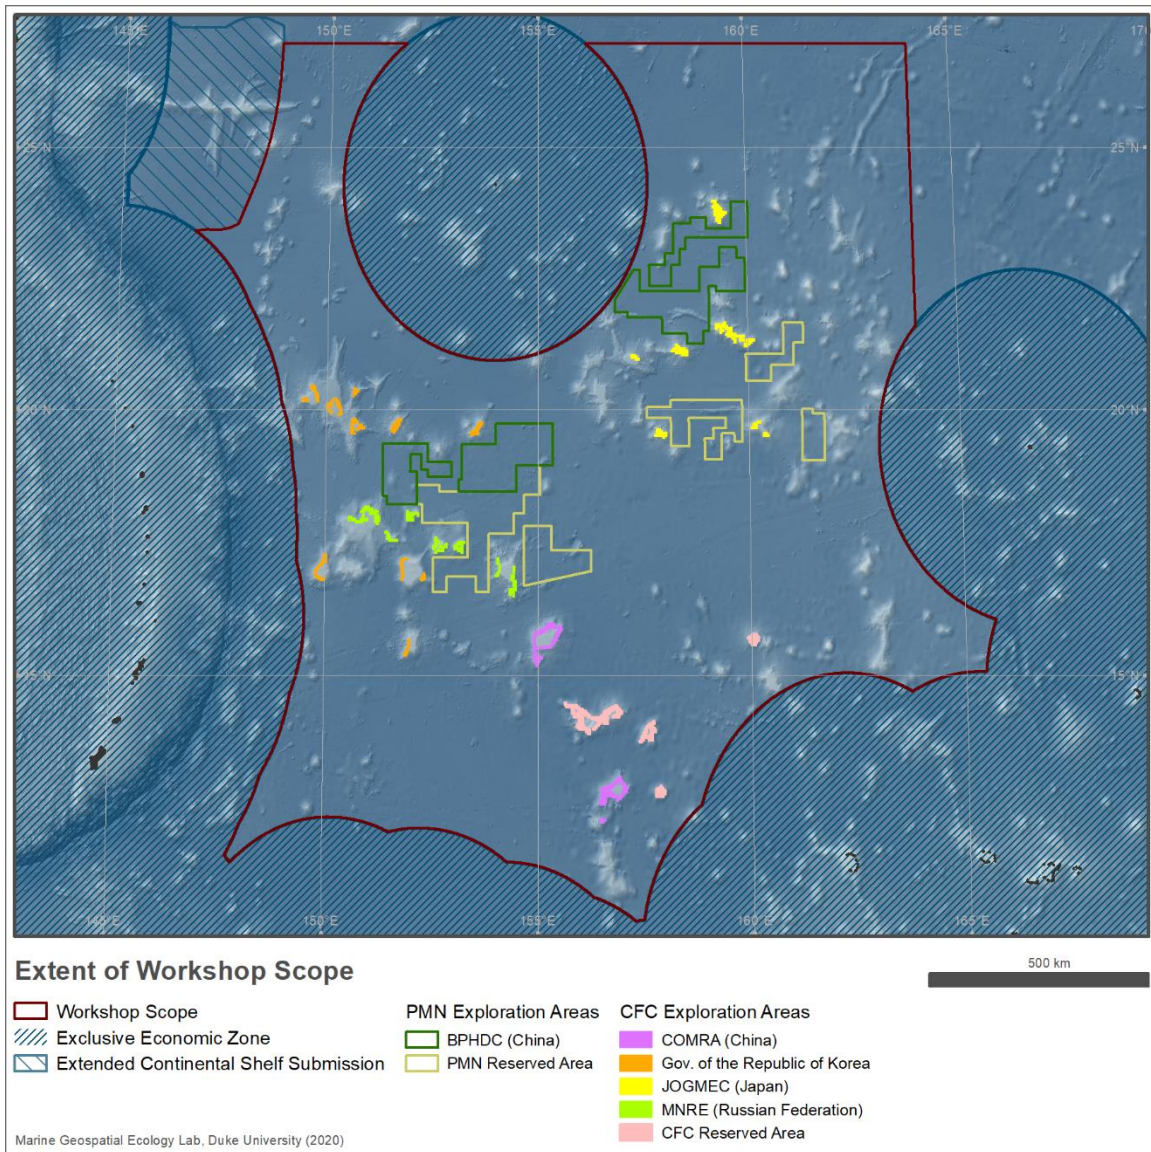 145°E 150°E 155°E 160°E 165°E 170
25°N 25°N
20°N 20°N
15°N 15°N
145°E 150°E 155°E 160°E 165°E
Extent of Workshop Scope
500 km
Workshop Scope
Exclusive Economic Zone
Extended Continental Shelf Submission
PMN Exploration Areas
BPHDC (China)
PMN Reserved Area
CFC Exploration Areas
COMRA (China)
Gov. of the Republic of Korea
JOGMEC (Japan)
MNRE (Russian Federation)
CFC Reserved Area
Marine Geospatial Ecology Lab, Duke University (2020)